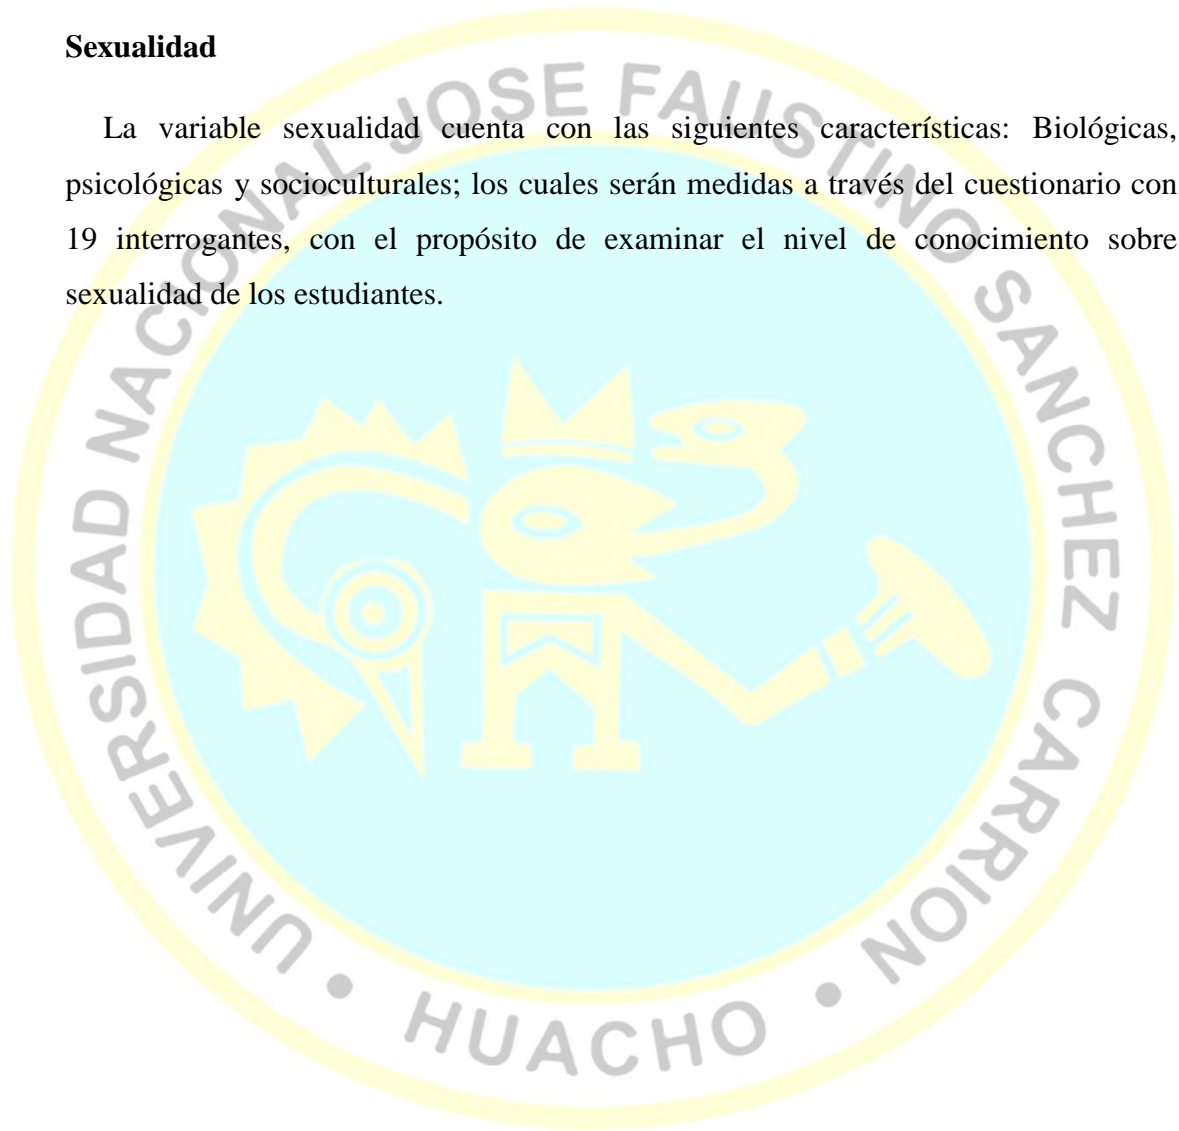 Sexualidad
La variable sexualidad cuenta con las siguientes características: Biológicas,
psicológicas y socioculturales; los cuales serán medidas a través del cuestionario con
19 interrogantes, con el propósito de examinar el nivel de conocimiento sobre
sexualidad de los estudiantes.
UNIVERSIDAD NACIONAL JOSE FAUSTINO SANCHEZ CARRION • HUACHO •